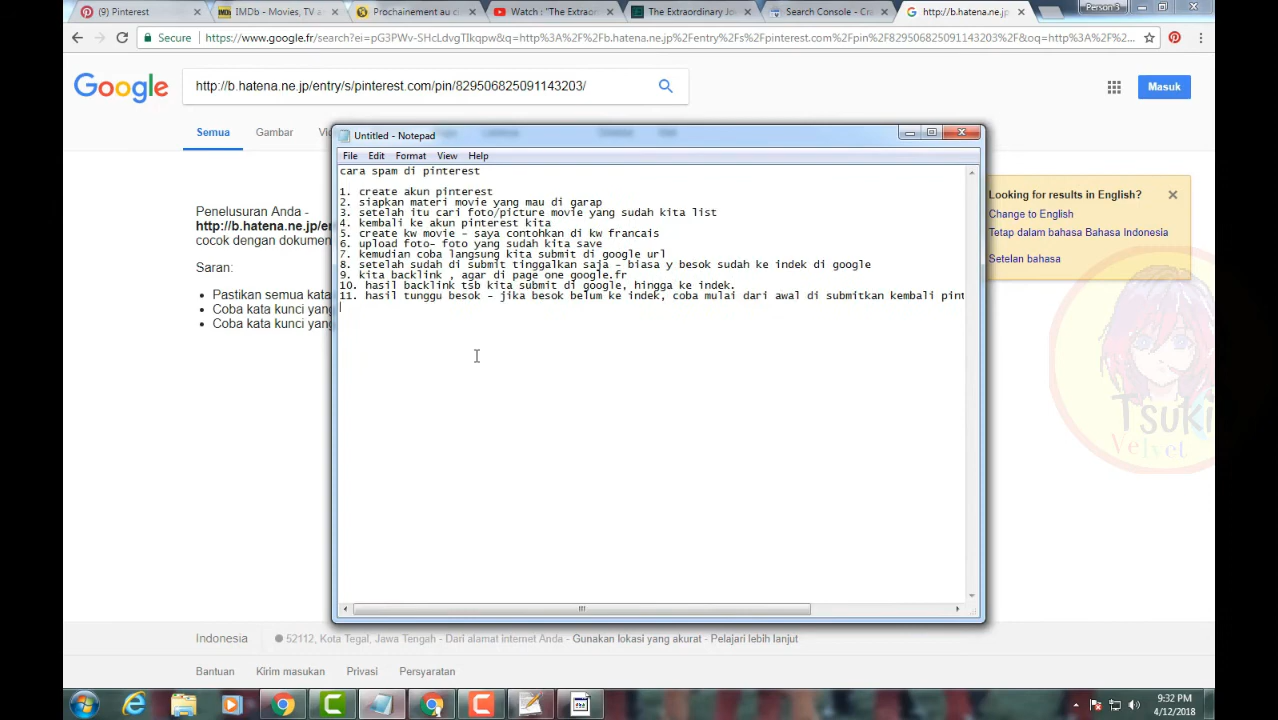 (9) Pinterest
IMDb - Movies, TV a
Prochainement au ci
Watch : "The Extraor
The Extraordinary Jo
Search Console - Cra
http://b.hatena.ne.jp
Person 3
Secure
https://www.google.fr/search?ei=pG3PWv-SHcLdvgTIkqpw&q=http%3A%2F%2Fb.hatena.ne.jp%2Fentry%2Fs%2Fpinterest.com%2Fpin%2F829506825091143203%2F&oq=http%3A%2F%2...
Google
http://b.hatena.ne.jp/entry/s/pinterest.com/pin/829506825091143203/
Masuk
Semua
Gambar
Untitled - Notepad
File Edit Format View Help
cara spam di pinterest
1. create akun pinterest
2. siapkan materi movie yang mau di garap
3. setelah itu cari foto/picture movie yang sudah kita list
4. kembali ke akun pinterest kita
5. create kw movie - saya contohkan di kw francais
6. upload foto- foto yang sudah kita save
7. kemudian coba langsung kita submit di google url
8. setelah sudah di submit tinggalkan saja - biasa y besok sudah ke indek di google
9. kita backlink , agar di page one google.fr
10. hasil backlink tsb kita submit di google, hingga ke indek.
11. hasil tunggu besok - jika besok belum ke indek, coba mulai dari awal di submitkan kembali pint
Penelusuran Anda -
http://b.hatena.ne.jp/e
cocok dengan dokumen
Saran:
Pastikan semua kata
Coba kata kunci yang
Coba kata kunci yang
Looking for results in English?
Change to English
Tetap dalam bahasa Bahasa Indonesia
Setelan bahasa
Tsuki
Velvet
Indonesia
52112, Kota Tegal, Jawa Tengah - Dari alamat internet Anda - Gunakan lokasi yang akurat - Pelajari lebih lanjut
Bantuan Kirim masukan Privasi Persyaratan
9:32 PM
4/12/2018